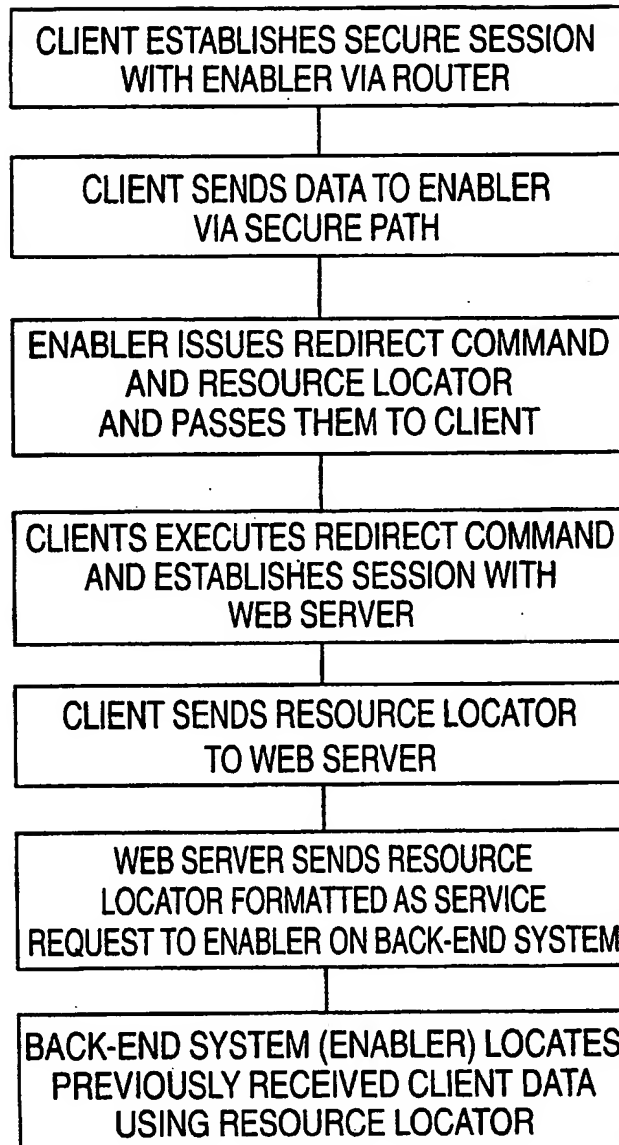 CLIENT ESTABLISHES SECURE SESSION
WITH ENABLER VIA ROUTER
CLIENT SENDS DATA TO ENABLER
VIA SECURE PATH
ENABLER ISSUES REDIRECT COMMAND
AND RESOURCE LOCATOR
AND PASSES THEM TO CLIENT
CLIENTS EXECUTES REDIRECT COMMAND
AND ESTABLISHES SESSION WITH
WEB SERVER
CLIENT SENDS RESOURCE LOCATOR
TO WEB SERVER
WEB SERVER SENDS RESOURCE
LOCATOR FORMATTED AS SERVICE
REQUEST TO ENABLER ON BACK-END SYSTEM
BACK-END SYSTEM (ENABLER) LOCATES
PREVIOUSLY RECEIVED CLIENT DATA
USING RESOURCE LOCATOR